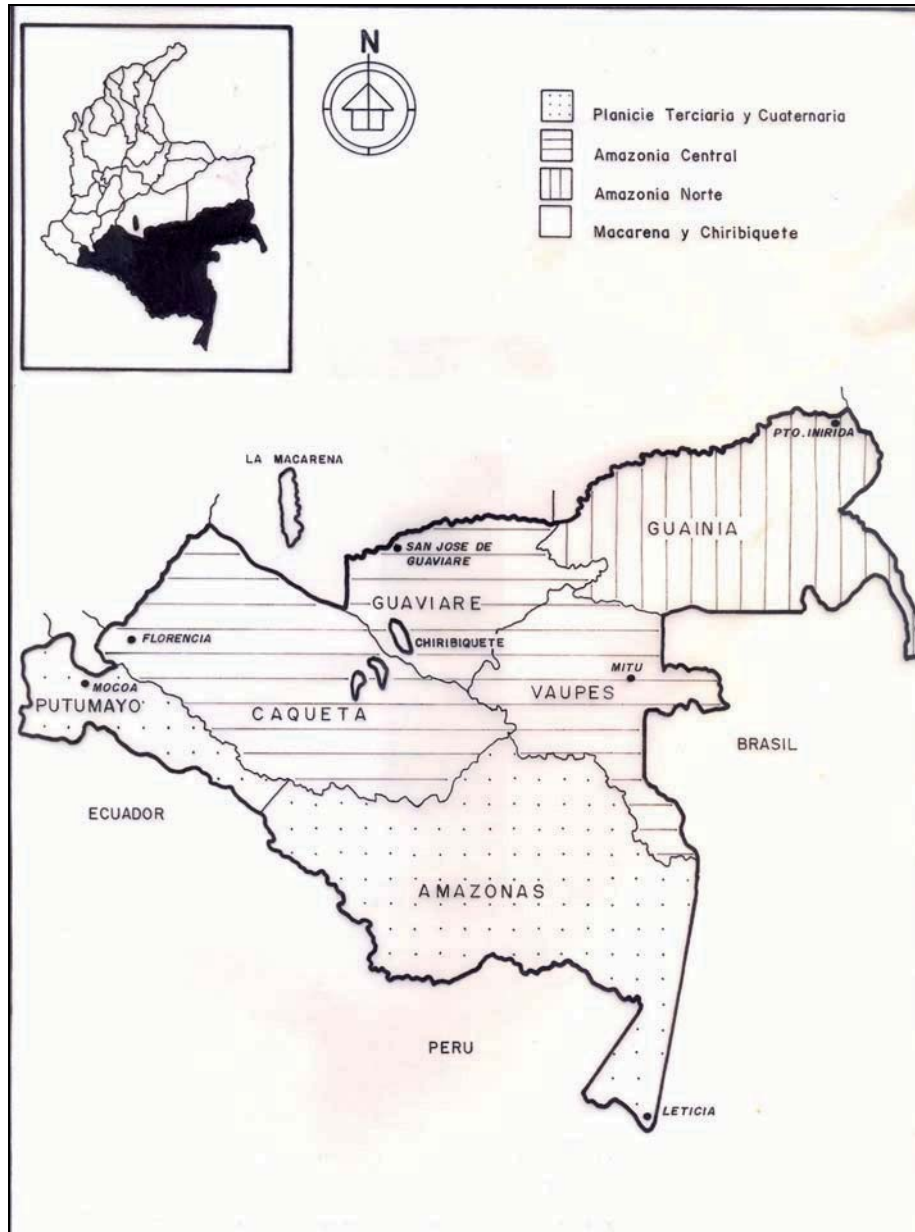 N
Planicie Terciaria y Cuaternaria
Amazonia Central
Amazonia Norte
Macarena y Chiribiquete
PTO. INIRIDA
LA MACARENA
GUAINIA
SAN JOSE DE
GUAVIARE
GUAVIARE
FLORENCIA
CHIRIBIQUETE
MITU
MOCOA
VAUPES
PUTUMAYO
CAQUETA
BRASIL
ECUADOR
AMAZONAS
PERU
LETICIA